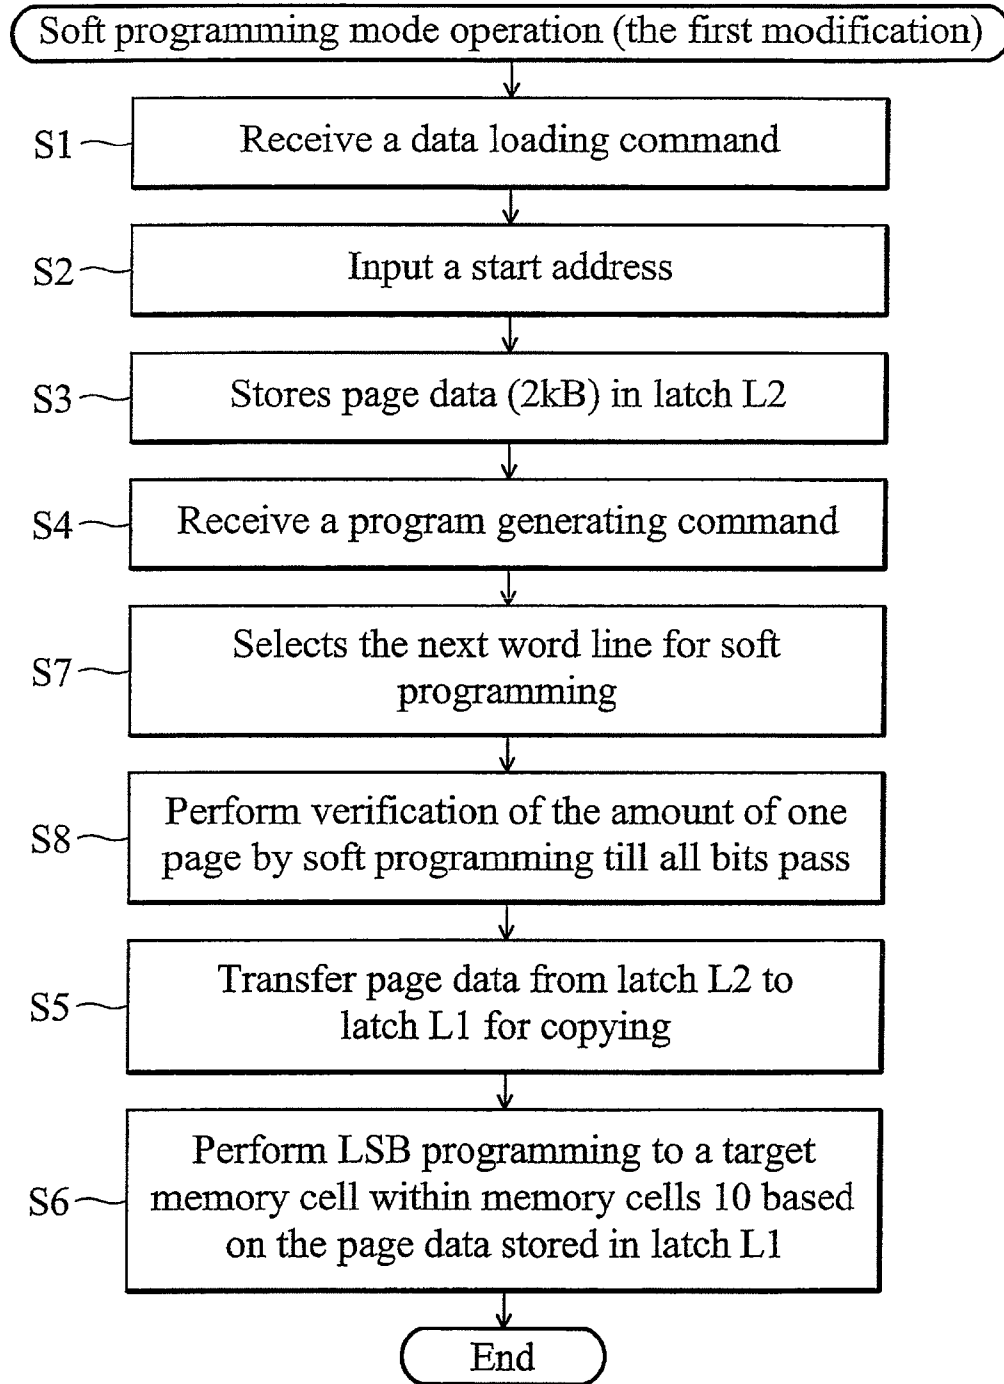 Soft programming mode operation (the first modification)
S1
Receive a data loading command
S2
Input a start address
S3
Stores page data (2kB) in latch L2
S4
Receive a program generating command
S7
Selects the next word line for soft
programming
S8
Perform verification of the amount of one
page by soft programming till all bits pass
S5
Transfer page data from latch L2 to
latch L1 for copying
S6
Perform LSB programming to a target
memory cell within memory cells 10 based
on the page data stored in latch L1
End